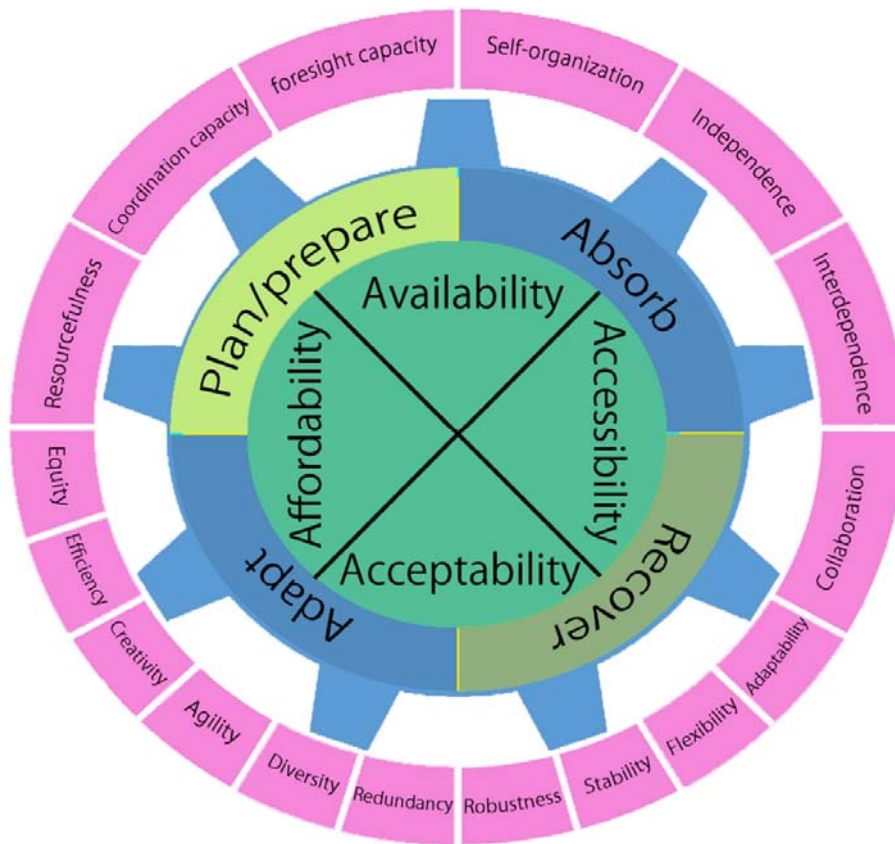 foresight capacity
Self-organization
Independence
Interdependence
Collaboration
Adaptability
Flexibility
Stability
Robustness
Redundancy
Diversity
Agility
Creativity
Efficiency
Equity
Resourcefulness
Coordination capacity
Plan/prepare
Absorb
Recover
Adapt
Availability
Accessibility
Acceptability
Affordability